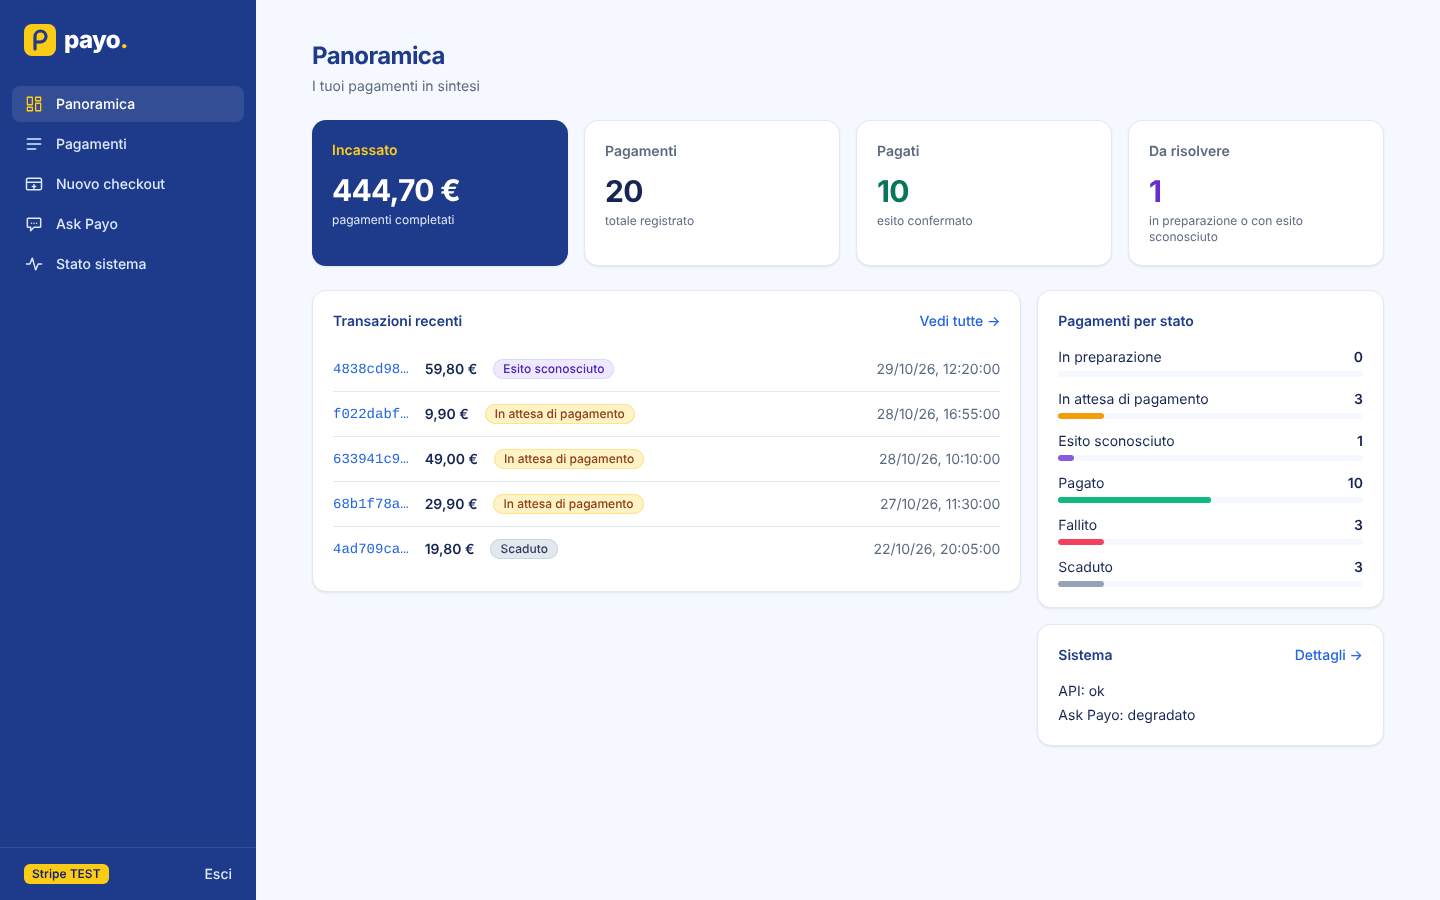 payo.
Panoramica
Pagamenti
Nuovo checkout
Ask Payo
Stato sistema
Stripe TEST
Esci
Panoramica
I tuoi pagamenti in sintesi
Incassato
444,70 €
pagamenti completati
Pagamenti
20
totale registrato
Pagati
10
esito confermato
Da risolvere
1
in preparazione o con esito
sconosciuto
Transazioni recenti
Vedi tutte →
4838cd98… 59,80 € Esito sconosciuto 29/10/26, 12:20:00
f022dabf… 9,90 € In attesa di pagamento 28/10/26, 16:55:00
633941c9… 49,00 € In attesa di pagamento 28/10/26, 10:10:00
68b1f78a… 29,90 € In attesa di pagamento 27/10/26, 11:30:00
4ad709ca… 19,80 € Scaduto 22/10/26, 20:05:00
Pagamenti per stato
In preparazione 0
In attesa di pagamento 3
Esito sconosciuto 1
Pagato 10
Fallito 3
Scaduto 3
Sistema
Dettagli →
API: ok
Ask Payo: degradato